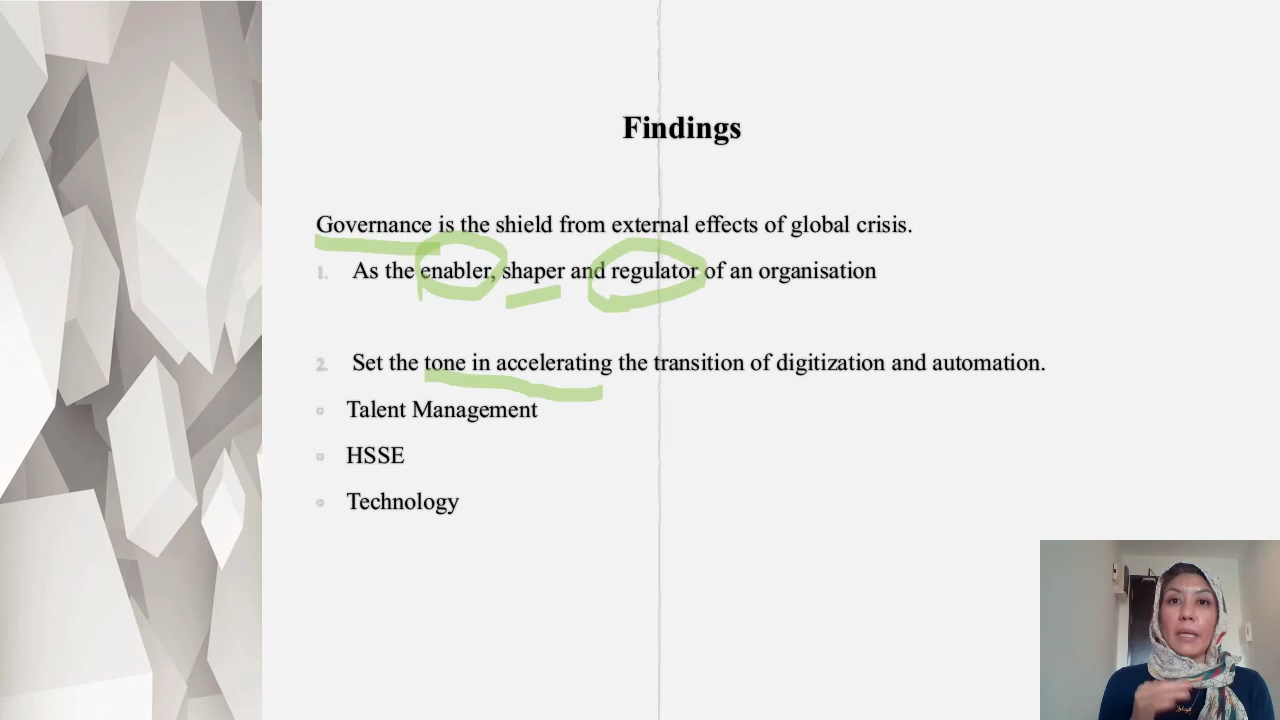 Findings
Governance is the shield from external effects of global crisis.
1. As the enabler, shaper and regulator of an organisation
2. Set the tone in accelerating the transition of digitization and automation.
Talent Management
HSSE
Technology